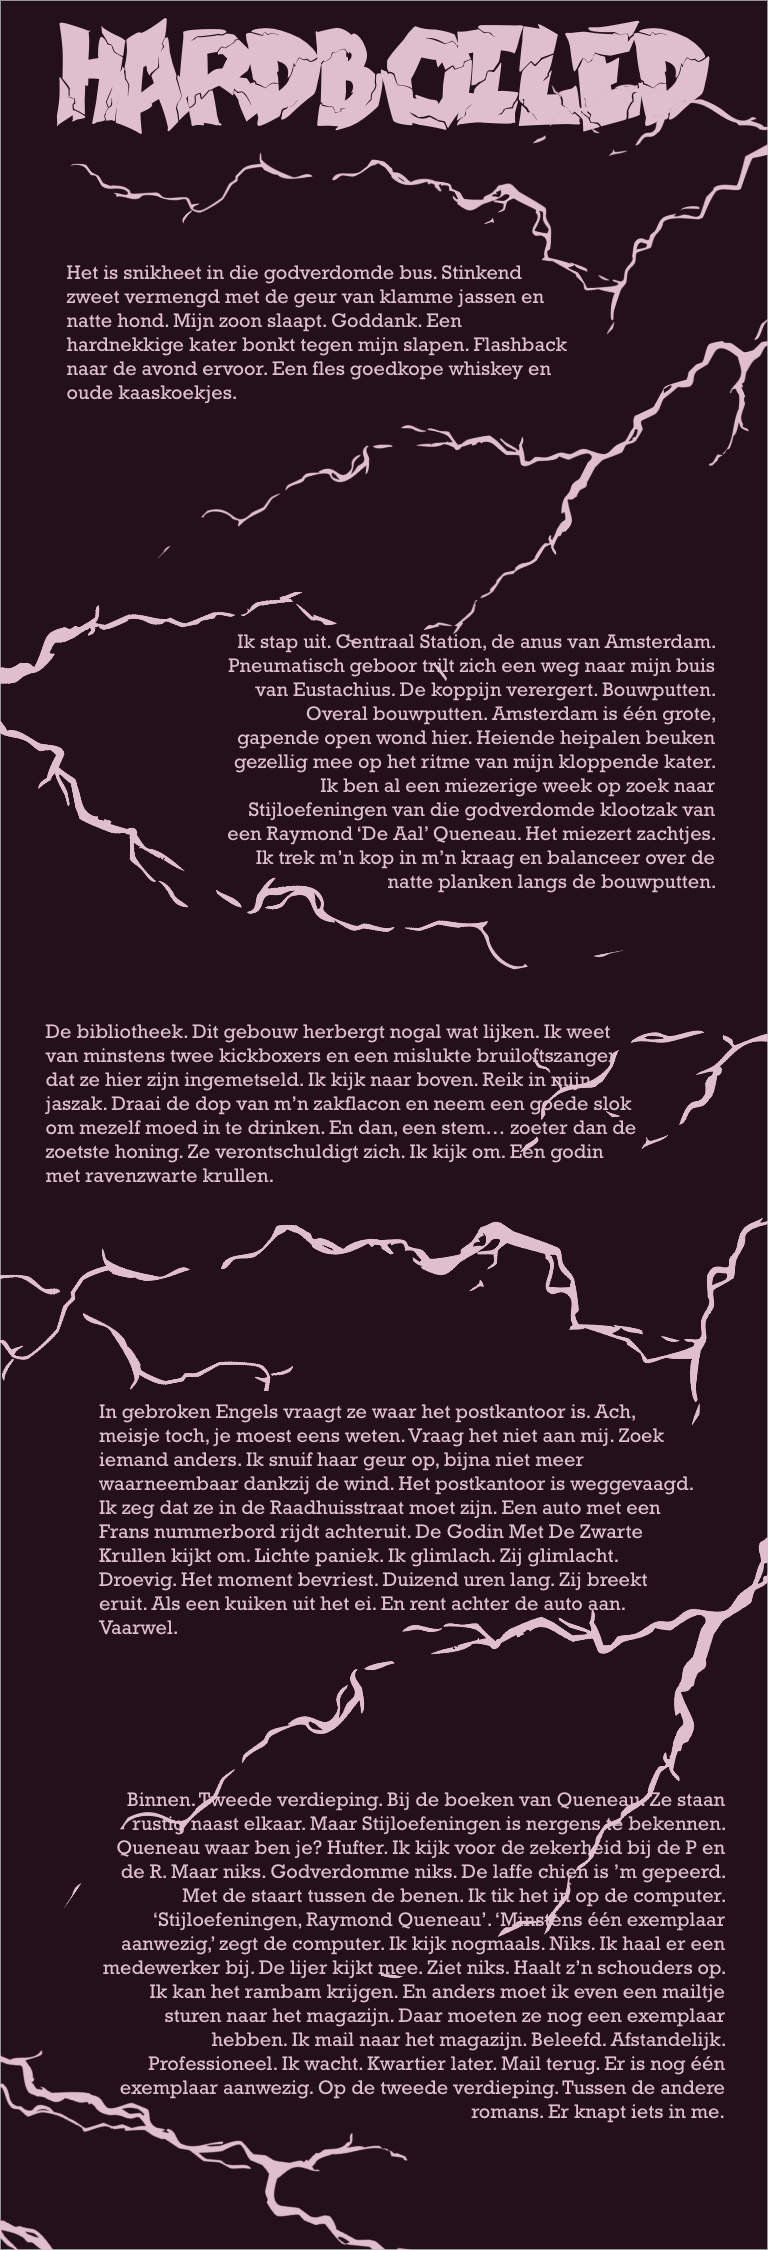 HARDBOILED
Het is snikheet in die godverdomde bus. Stinkend
zweet vermengd met de geur van klamme jassen en
natte hond. Mijn zoon slaapt. Goddank. Een
hardnekkige kater bonkt tegen mijn slapen. Flashback
naar de avond ervoor. Een fles goedkope whiskey en
oude kaaskoekjes.
Ik stap uit. Centraal Station, de anus van Amsterdam.
Pneumatisch geboor trilt zich een weg naar mijn buis
van Eustachius. De koppijn verergert. Bouwputten.
Overal bouwputten. Amsterdam is één grote,
gapende open wond hier. Heiende heipalen beuken
gezellig mee op het ritme van mijn kloppende kater.
Ik ben al een miezerige week op zoek naar
Stijloefeningen van die godverdomde klootzak van
een Raymond ‘De Aal’ Queneau. Het miezert zachtjes.
Ik trek m’n kop in m’n kraag en balanceer over de
natte planken langs de bouwputten.
De bibliotheek. Dit gebouw herbergt nogal wat lijken. Ik weet
van minstens twee kickboxers en een mislukte bruiloftszanger
dat ze hier zijn ingemetseld. Ik kijk naar boven. Reik in mijn
jaszak. Draai de dop van m’n zakflacon en neem een goede slok
om mezelf moed in te drinken. En dan, een stem… zoeter dan de
zoetste honing. Ze verontschuldigt zich. Ik kijk om. Een godin
met ravenzwarte krullen.
In gebroken Engels vraagt ze waar het postkantoor is. Ach,
meisje toch, je moest eens weten. Vraag het niet aan mij. Zoek
iemand anders. Ik snuif haar geur op, bijna niet meer
waarneembaar dankzij de wind. Het postkantoor is weggevaagd.
Ik zeg dat ze in de Raadhuisstraat moet zijn. Een auto met een
Frans nummerbord rijdt achteruit. De Godin Met De Zwarte
Krullen kijkt om. Lichte paniek. Ik glimlach. Zij glimlacht.
Droevig. Het moment bevriest. Duizend uren lang. Zij breekt
eruit. Als een kuiken uit het ei. En rent achter de auto aan.
Vaarwel.
Binnen. Tweede verdieping. Bij de boeken van Queneau. Ze staan
rustig naast elkaar. Maar Stijloefeningen is nergens te bekennen.
Queneau waar ben je? Hufter. Ik kijk voor de zekerheid bij de P en
de R. Maar niks. Godverdomme niks. De laffe chien is ’m gepeerd.
Met de staart tussen de benen. Ik tik het in op de computer.
‘Stijloefeningen, Raymond Queneau’. ‘Minstens één exemplaar
aanwezig,’ zegt de computer. Ik kijk nogmaals. Niks. Ik haal er een
medewerker bij. De lijer kijkt mee. Ziet niks. Haalt z’n schouders op.
Ik kan het rambam krijgen. En anders moet ik even een mailtje
sturen naar het magazijn. Daar moeten ze nog een exemplaar
hebben. Ik mail naar het magazijn. Beleefd. Afstandelijk.
Professioneel. Ik wacht. Kwartier later. Mail terug. Er is nog één
exemplaar aanwezig. Op de tweede verdieping. Tussen de andere
romans. Er knapt iets in me.